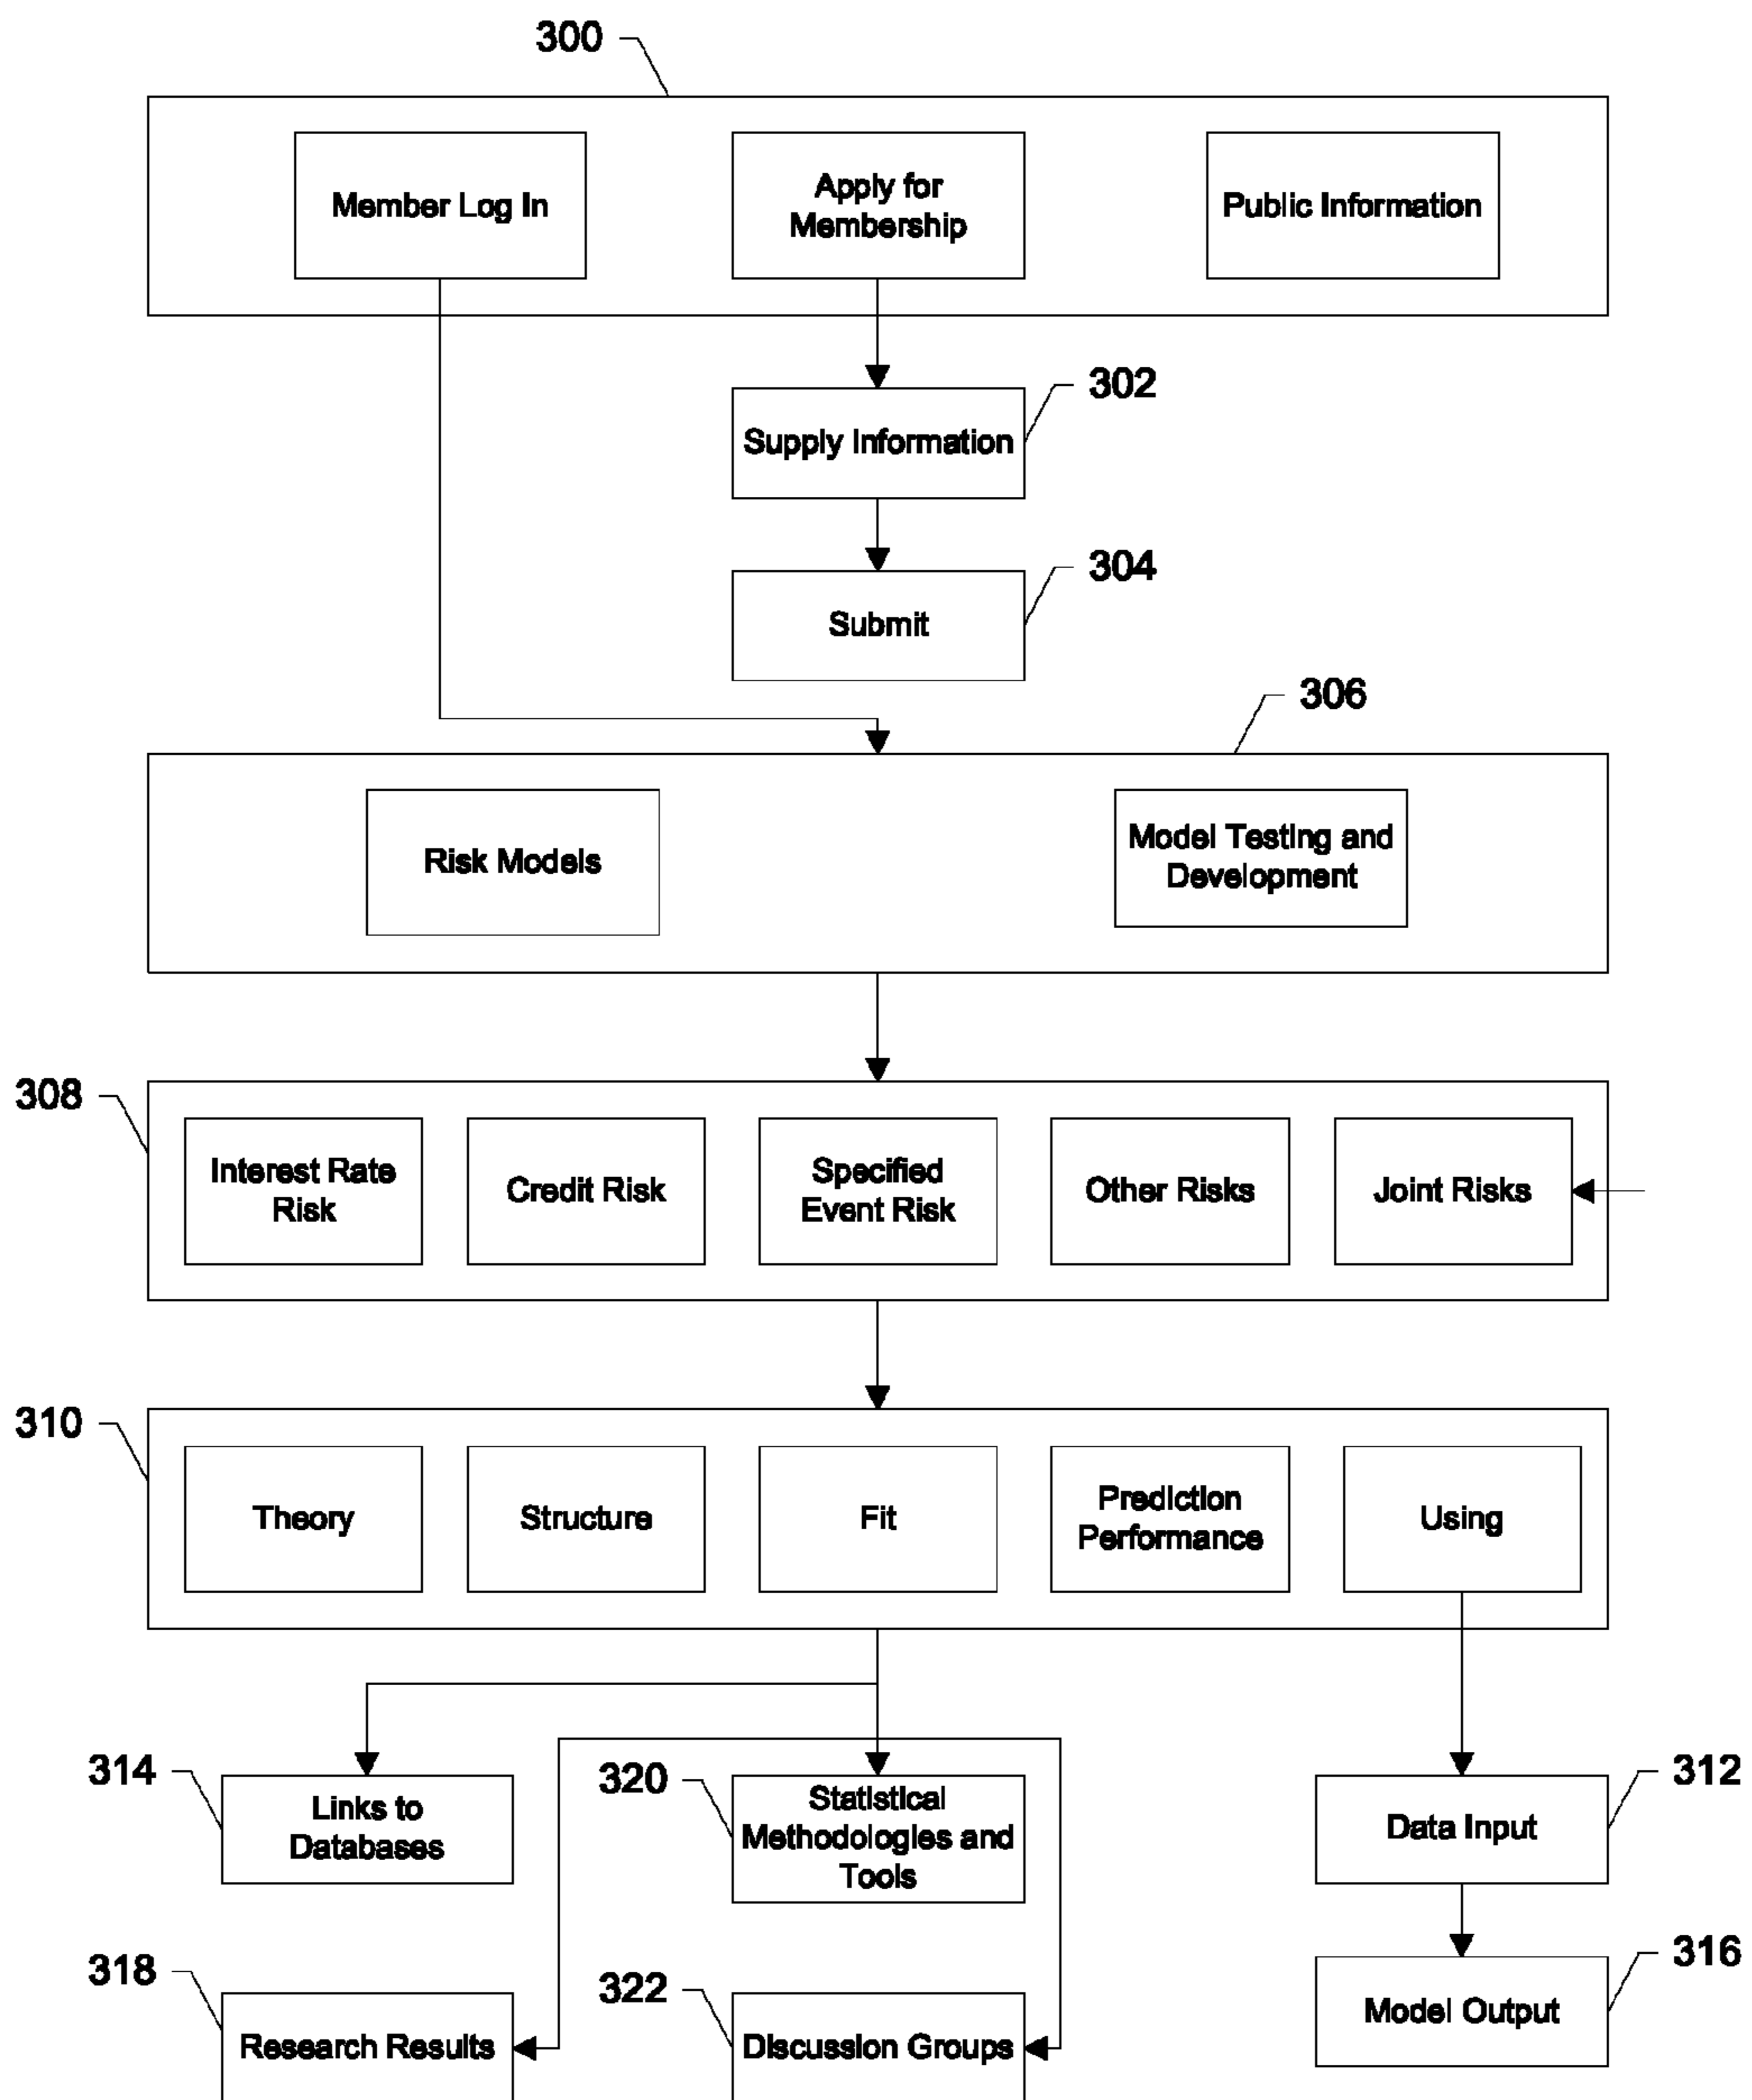 300
Member Log In
Apply for
Membership
Public Information
302
Supply Information
304
Submit
306
Risk Models
Model Testing and
Development
308
Interest Rate
Risk
Credit Risk
Specified
Event Risk
Other Risks
Joint Risks
310
Theory
Structure
Fit
Prediction
Performance
Using
314
Links to
Databases
320
Statistical
Methodologies and
Tools
312
Data Input
318
Research Results
322
Discussion Groups
316
Model Output